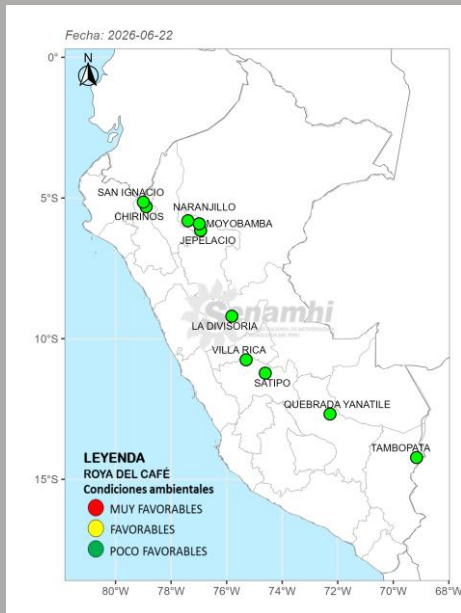 Fecha: 2026-06-22
N
0°
SAN IGNACIO
NARANJILLO
5°S
CHIRINOS
MOYOBAMBA
JEPELACIO
Senamhi
LA DIVISORIA
10°S
VILLA RICA
SATIPO
QUEBRADA YANATILE
TAMBOPATA
15°S
LEYENDA
ROYA DEL CAFÉ
Condiciones ambientales
MUY FAVORABLES
FAVORABLES
POCO FAVORABLES
80°W 78°W 76°W 74°W 72°W 70°W 68°W